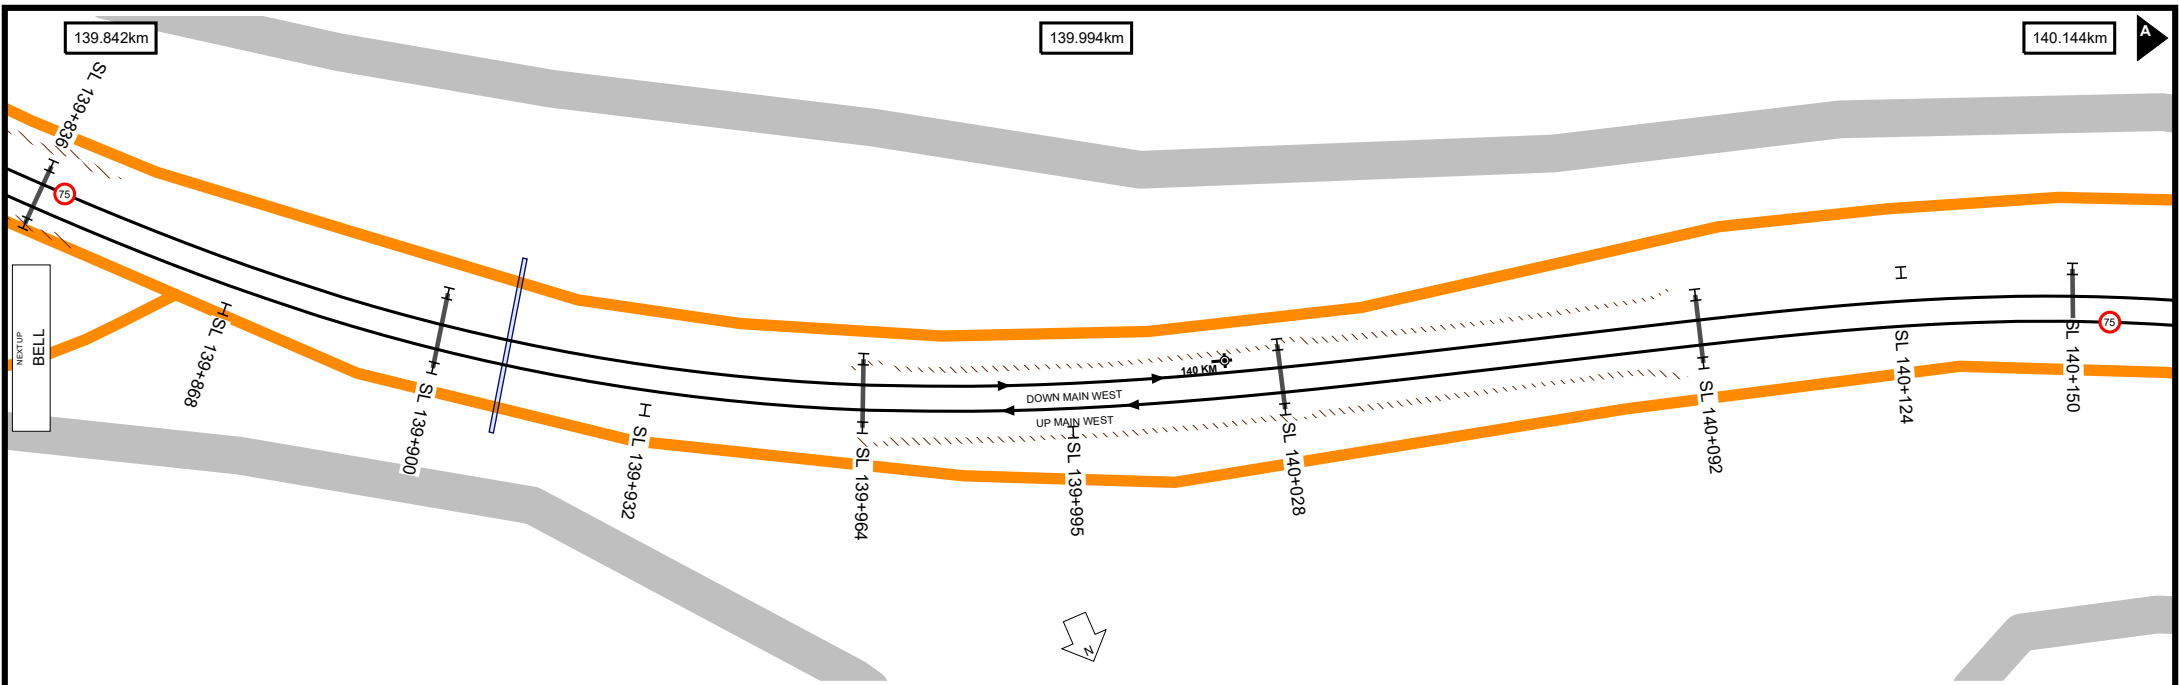 139.842km
139.994km
140.144km
A
SL 139+836
75
NEXT UP
BELL
SL 139+868
SL 139+900
SL 139+932
SL 139+964
140 KM
DOWN MAIN WEST
UP MAIN WEST
SL 139+995
SL 140+028
SL 140+092
SL 140+124
SL 140+150
75
N